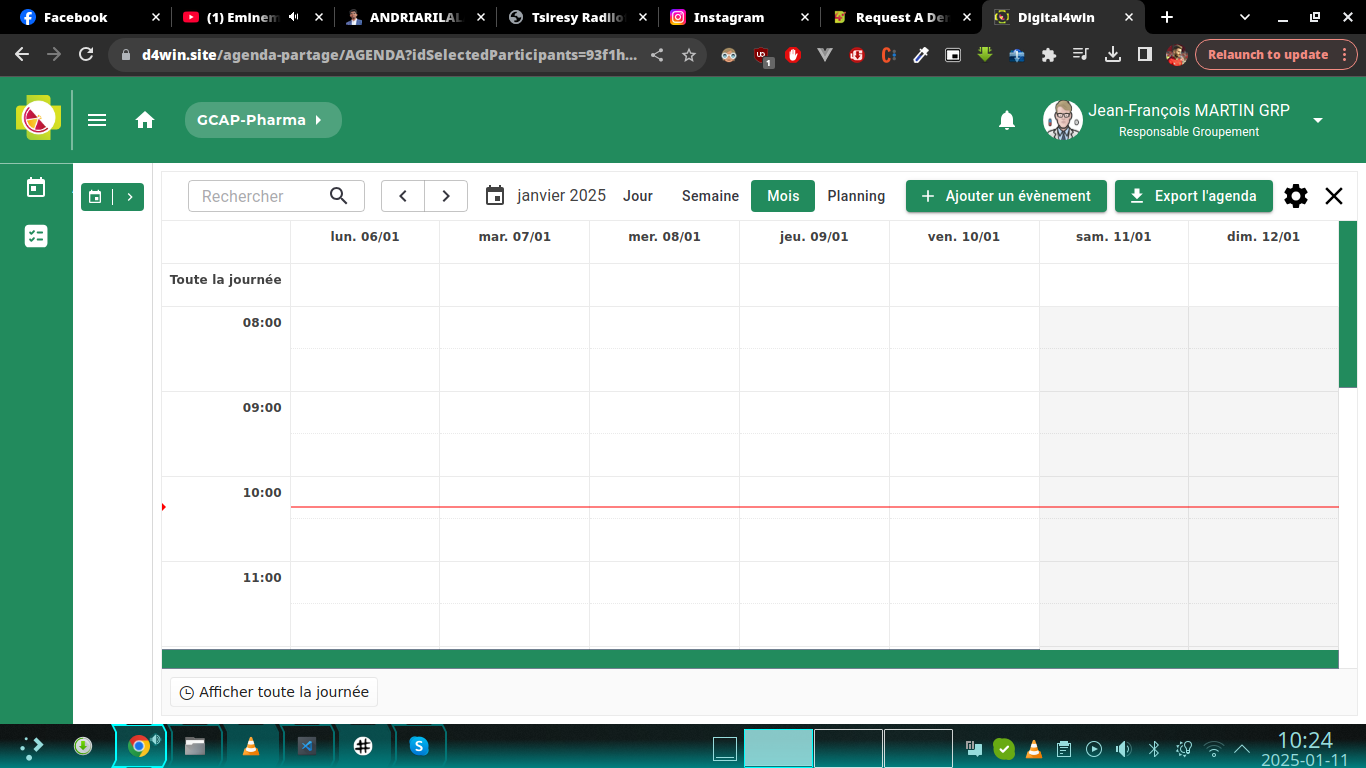 Facebook
(1) Eminem
ANDRIARILAL
Tsiresy Radilo
Instagram
Request A De
Digital4win
d4win.site/agenda-partage/AGENDA?idSelectedParticipants=93f1h...
UD
1
Relaunch to update
GCAP-Pharma
Jean-François MARTIN GRP
Responsable Groupement
Rechercher
janvier 2025
Jour
Semaine
Mois
Planning
Ajouter un évènement
Export l'agenda
lun. 06/01
mar. 07/01
mer. 08/01
jeu. 09/01
ven. 10/01
sam. 11/01
dim. 12/01
Toute la journée
08:00
09:00
10:00
11:00
Afficher toute la journée
10:24
2025-01-11